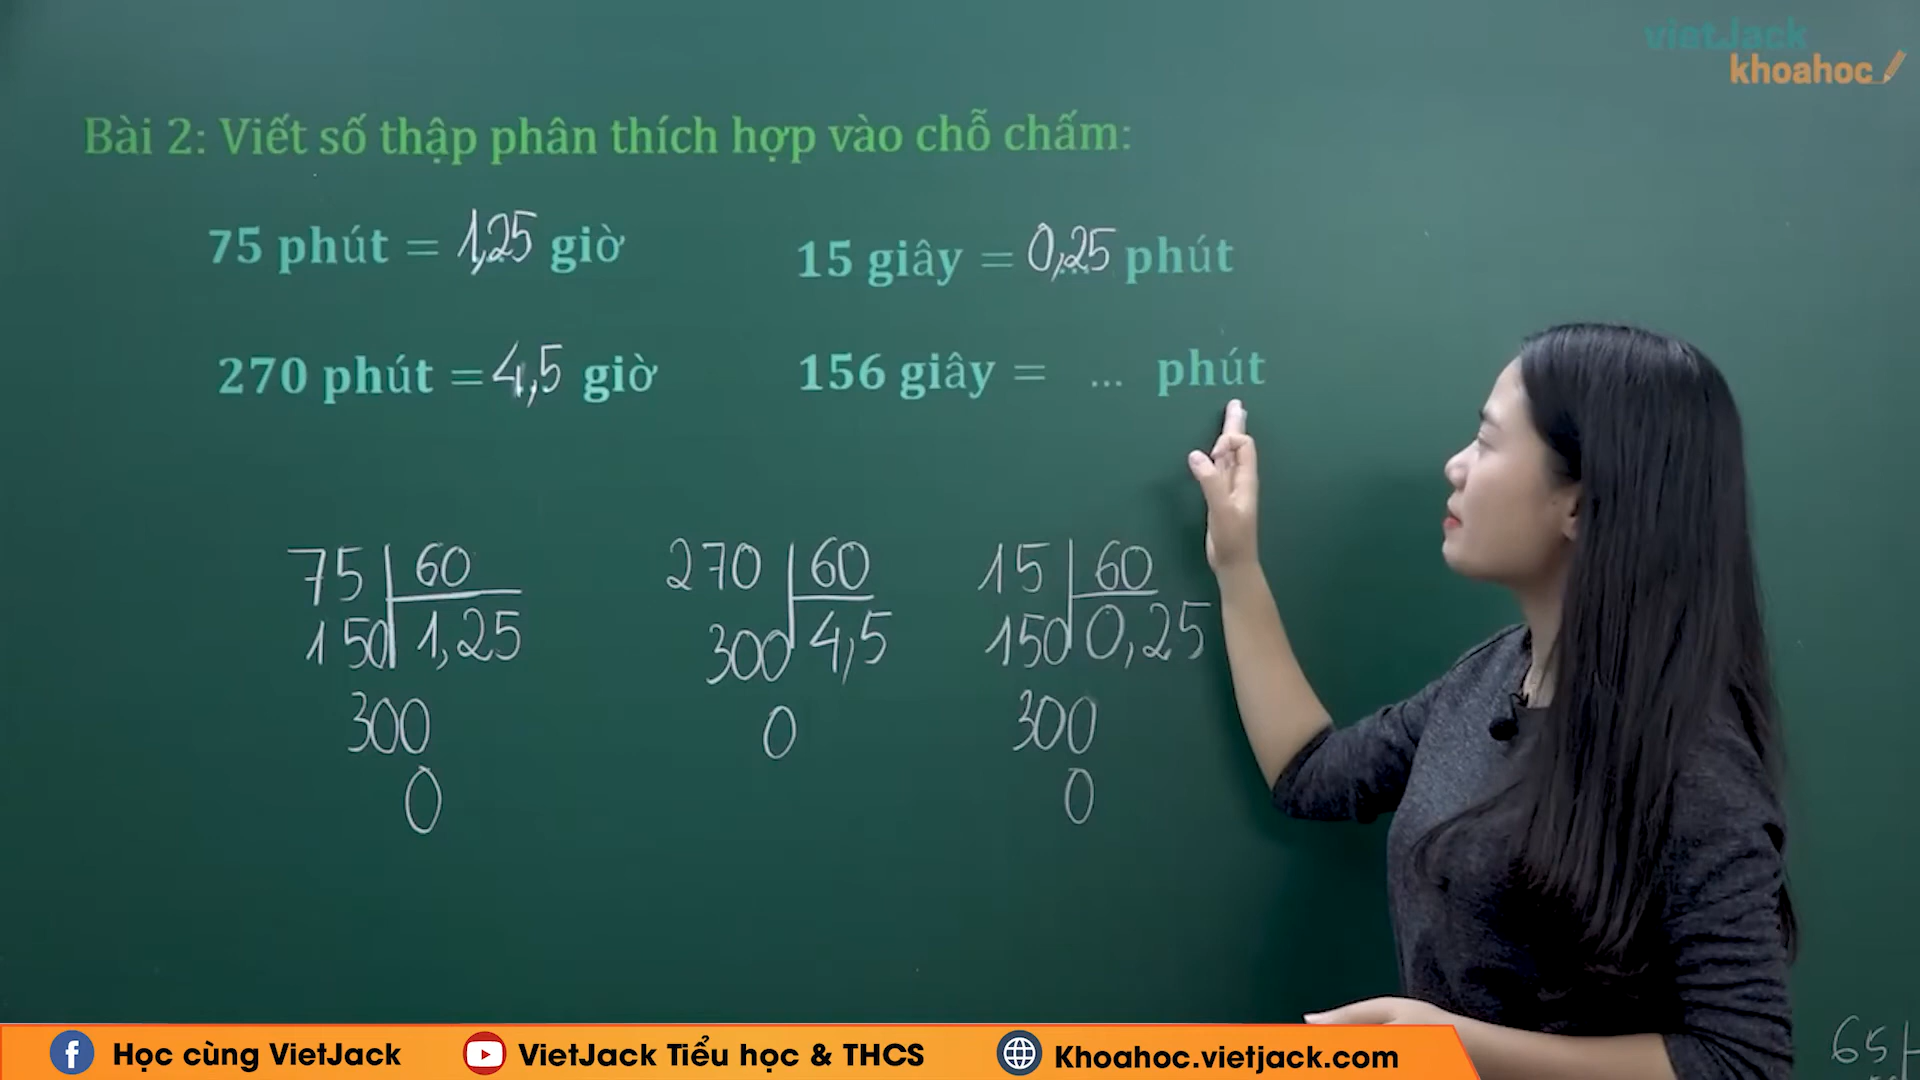 vietJack
khoahoc
Bài 2: Viết số thập phân thích hợp vào chỗ chấm:
75 phút = 1,25 giờ
15 giây = 0,25 phút
270 phút = 4,5 giờ
156 giây = ... phút
75 60
150 1,25
300
0
270 60
300 4,5
0
15 60
150 0,25
300
0
65
Học cùng VietJack
VietJack Tiểu học & THCS
Khoahoc.vietjack.com